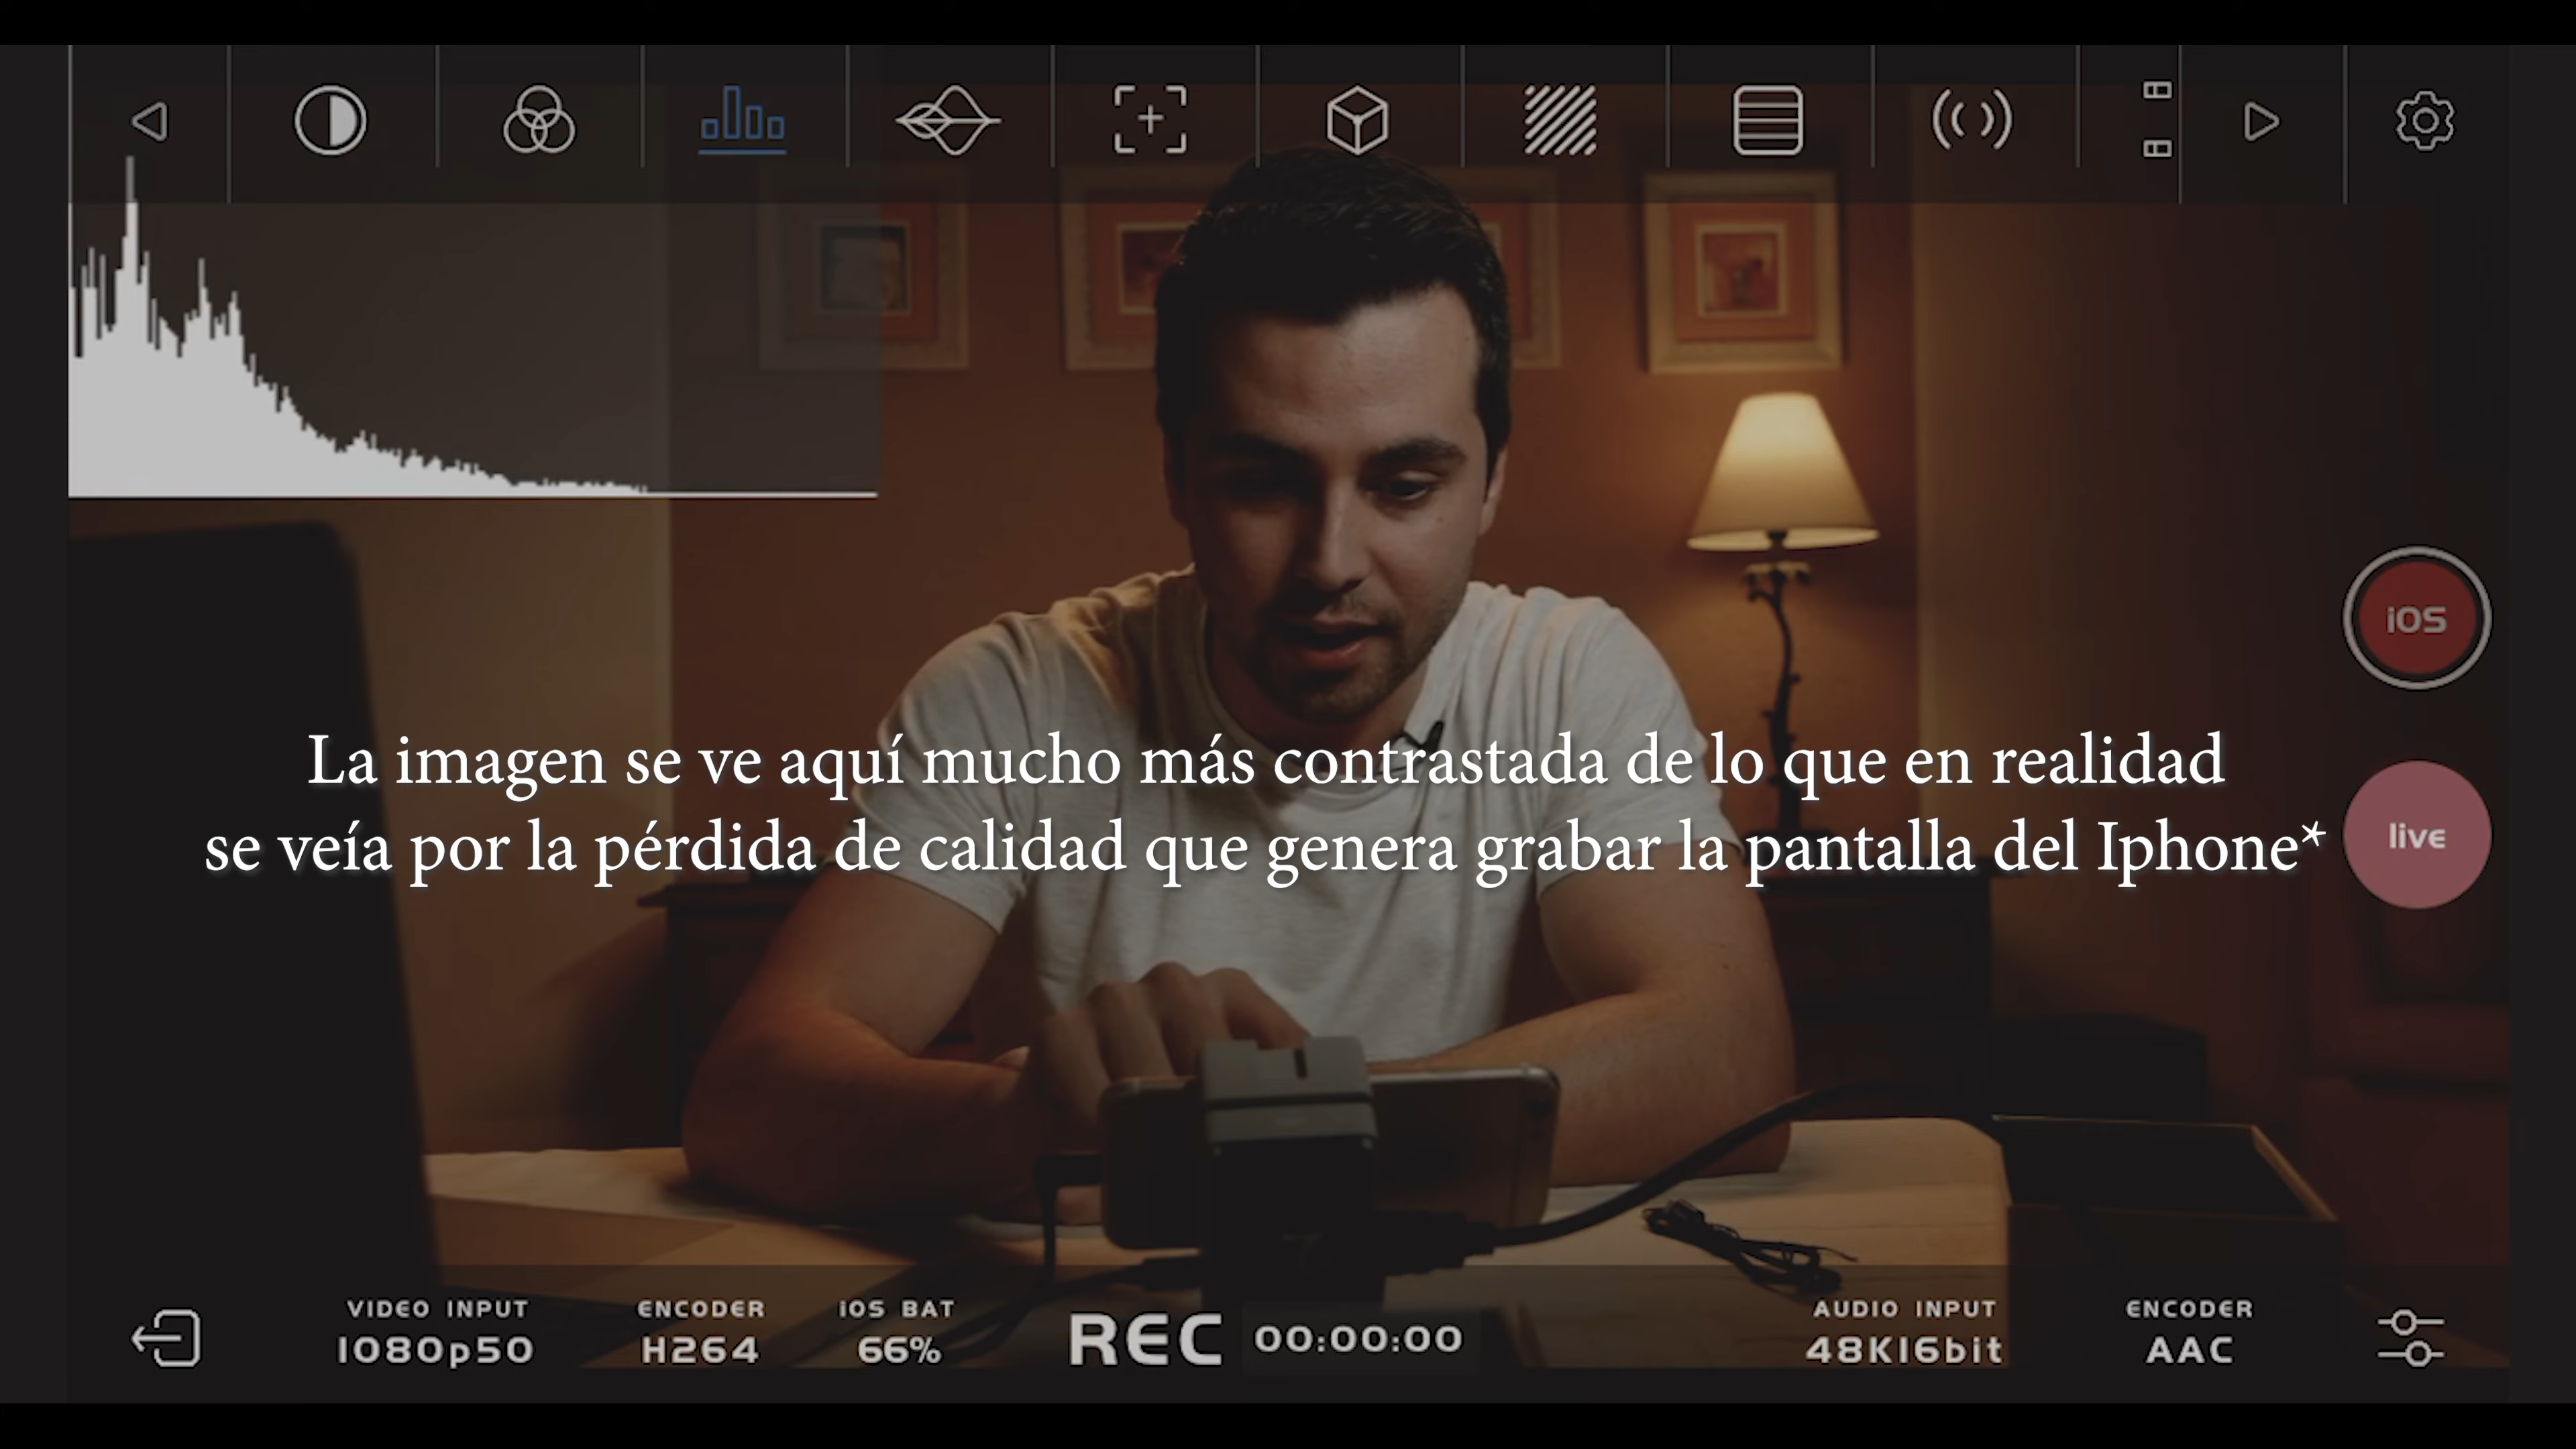 iOS
La imagen se ve aquí mucho más contrastada de lo que en realidad
se veía por la pérdida de calidad que genera grabar la pantalla del Iphone*
live
VIDEO INPUT
1080p50
ENCODER
H264
iOS BAT
66%
REC 00:00:00
AUDIO INPUT
48K16bit
ENCODER
AAC